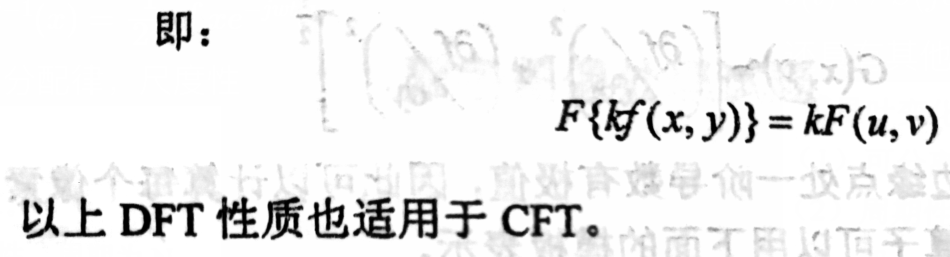 即：
F{kf(x, y)} = kF(u, v)
以上 DFT 性质也适用于 CFT。